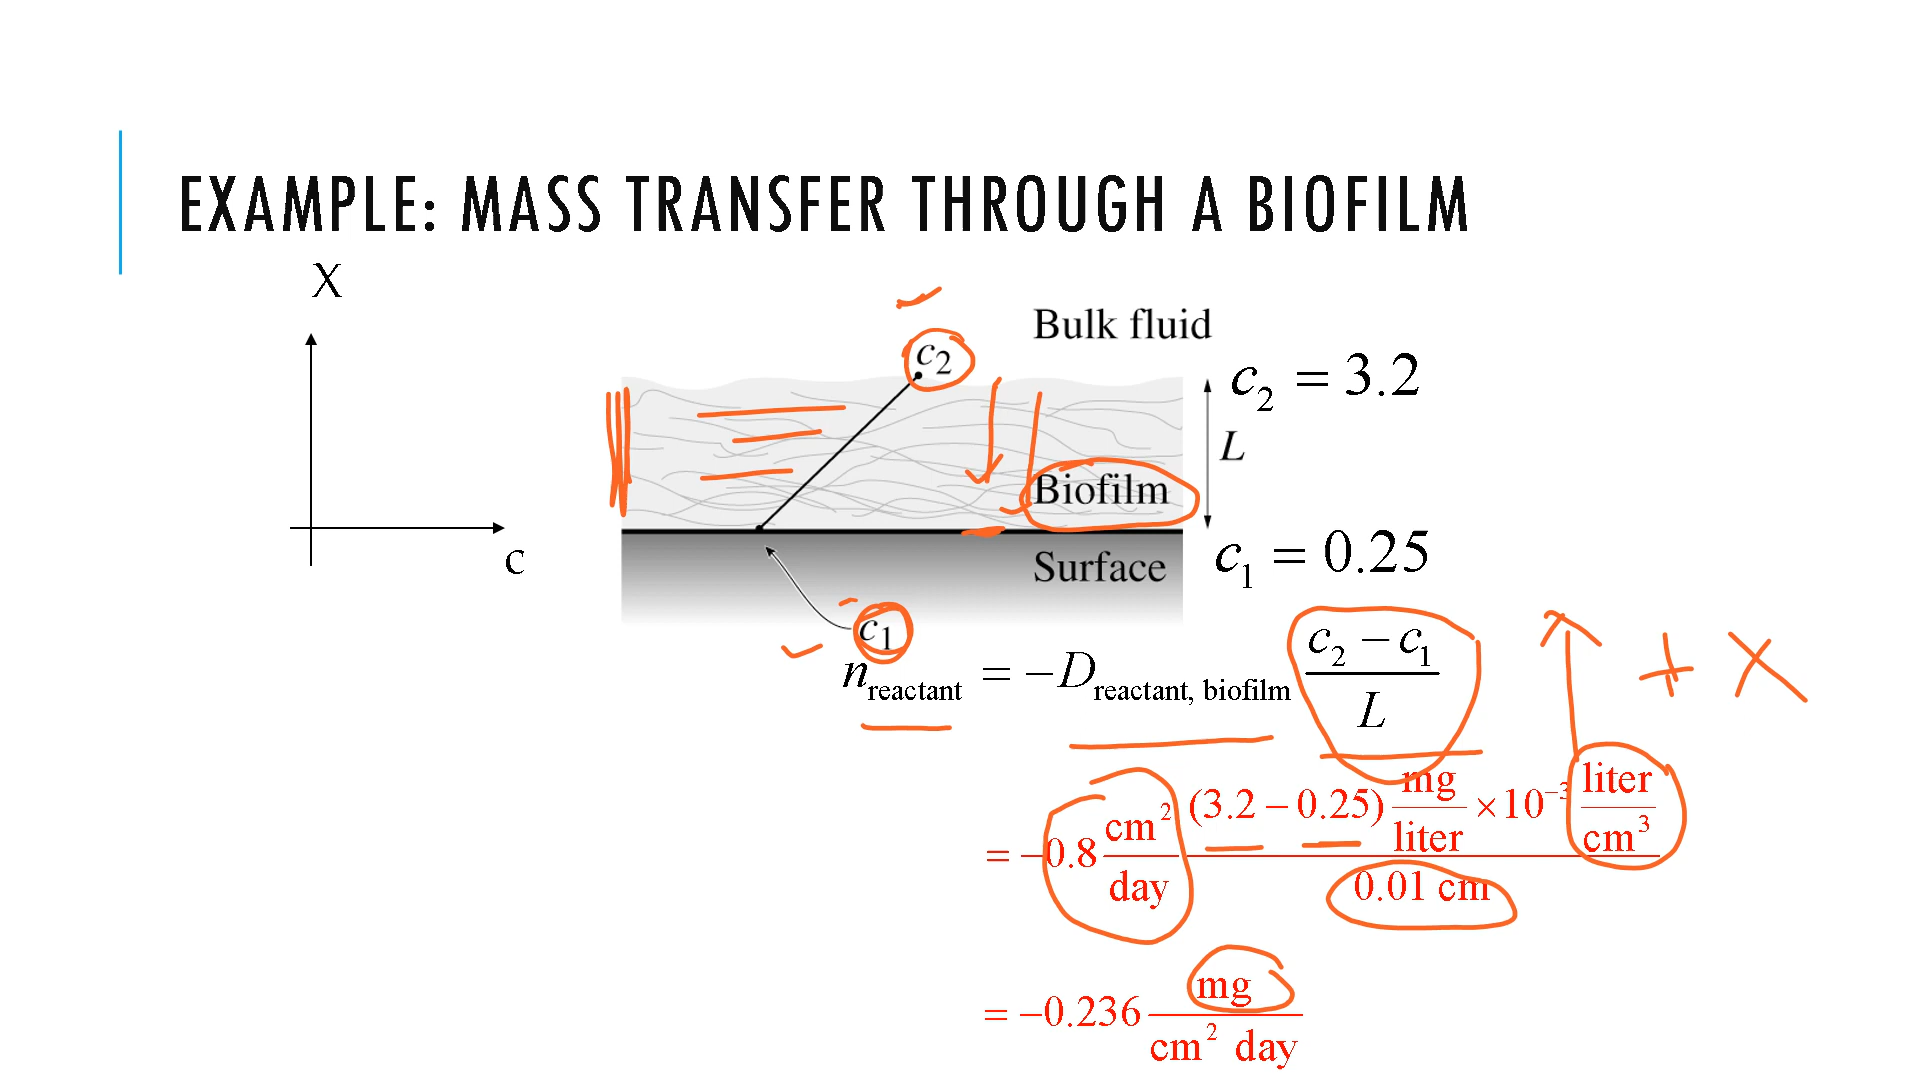 EXAMPLE: MASS TRANSFER THROUGH A BIOFILM
X
c
c2
Bulk fluid
c2 = 3.2
L
Biofilm
c1 = 0.25
Surface
c1
n reactant = −D reactant, biofilm (c2 − c1) / L
+ X
= −0.8 cm²/day (3.2 − 0.25) mg/liter ×10⁻³ liter/cm³
0.01 cm
= −0.236 mg / cm² day